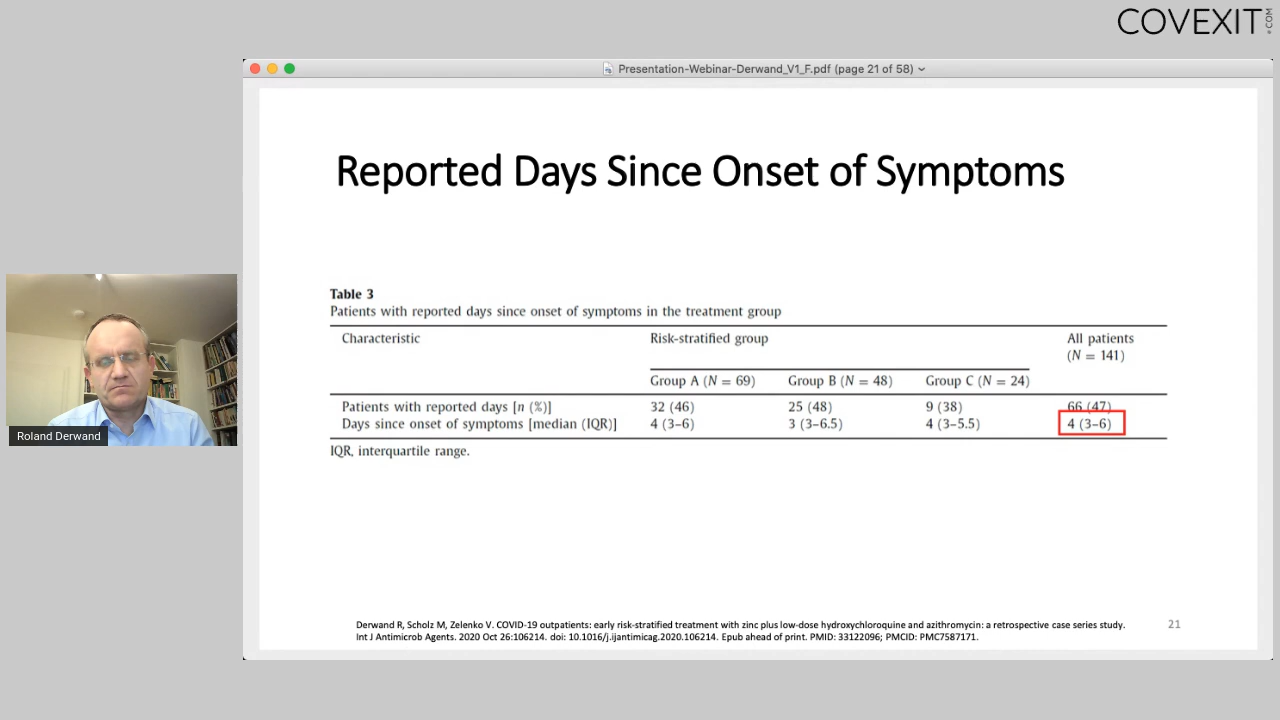 COVEXIT.COM
Presentation-Webinar-Derwand_V1_F.pdf (page 21 of 58)
Reported Days Since Onset of Symptoms
Table 3
Patients with reported days since onset of symptoms in the treatment group
Characteristic Risk-stratified group All patients
(N = 141)
Group A (N = 69) Group B (N = 48) Group C (N = 24)
Patients with reported days [n (%)] 32 (46) 25 (48) 9 (38) 66 (47)
Days since onset of symptoms [median (IQR)] 4 (3–6) 3 (3–6.5) 4 (3–5.5) 4 (3–6)
IQR, interquartile range.
Roland Derwand
Derwand R, Scholz M, Zelenko V. COVID-19 outpatients: early risk-stratified treatment with zinc plus low-dose hydroxychloroquine and azithromycin: a retrospective case series study.
Int J Antimicrob Agents. 2020 Oct 26:106214. doi: 10.1016/j.ijantimicag.2020.106214. Epub ahead of print. PMID: 33122096; PMCID: PMC7587171.
21